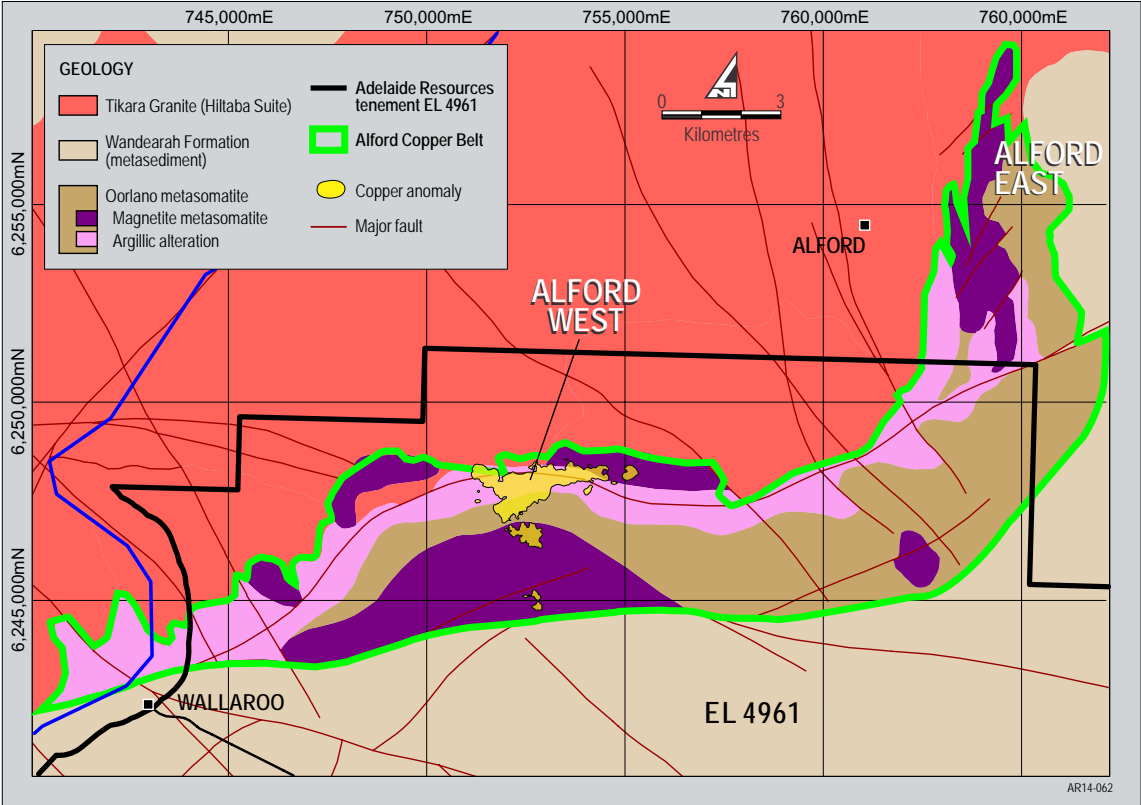 745,000mE
750,000mE
755,000mE
760,000mE
760,000mE
GEOLOGY
Tikara Granite (Hiltaba Suite)
Wandearah Formation
(metasediment)
Oorlano metasomatite
Magnetite metasomatite
Argillic alteration
Adelaide Resources
tenement EL 4961
Alford Copper Belt
Copper anomaly
Major fault
N
0
3
Kilometres
ALFORD
EAST
ALFORD
ALFORD
WEST
6,255,000mN
6,250,000mN
6,245,000mN
WALLAROO
EL 4961
AR14-062